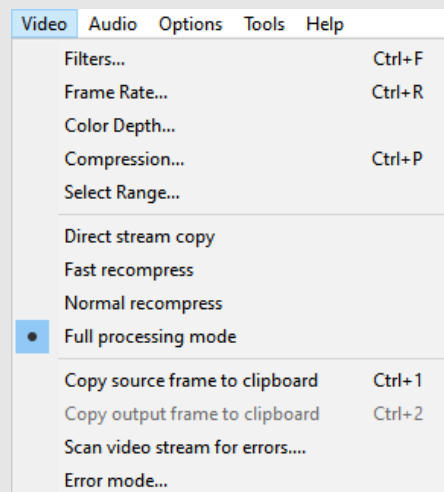 Video Audio Options Tools Help
Filters... Ctrl+F
Frame Rate... Ctrl+R
Color Depth...
Compression... Ctrl+P
Select Range...
Direct stream copy
Fast recompress
Normal recompress
Full processing mode
Copy source frame to clipboard Ctrl+1
Copy output frame to clipboard Ctrl+2
Scan video stream for errors....
Error mode...